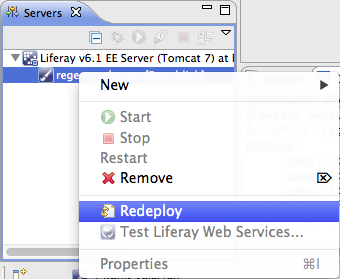 Servers
Liferay v6.1 EE Server (Tomcat 7) at
New
Start
Stop
Restart
Remove
Redeploy
Test Liferay Web Services...
Properties ⌘I